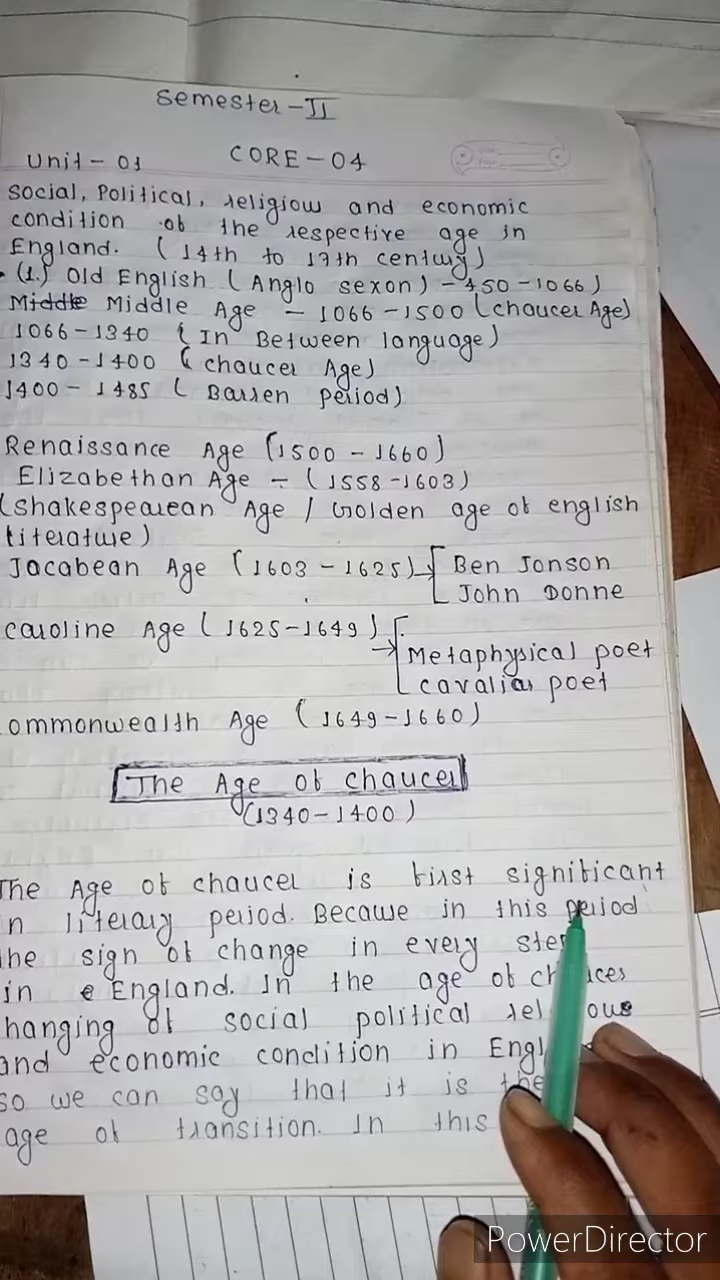 Semester-II
Unit-01 CORE-04
Social, Political, religiow and economic
condition of the respective age in
England. (14th to 17th century)
(1.) Old English (Anglo sexon) - 450-1066)
Middle Middle Age - 1066-1500 (chaucer Age)
1066-1340 (In Between language)
1340-1400 (chaucer Age)
1400-1485 (Barren period)
Renaissance Age (1500-1660)
Elizabethan Age - (1558-1603)
(Shakespearean Age / Golden age of english
literature)
Jacabean Age (1603-1625) Ben Jonson
John Donne
Caroline Age (1625-1649)
Metaphysical poet
cavaliar poet
ommonwealth Age (1649-1660)
The Age of chaucer
(1340-1400)
The Age of chaucer is first significant
in literary period. Because in this period
the sign of change in every
in England. In the age of
hanging of social political
and economic condition in
so we can say that it is the
age of transition. In this
PowerDirector